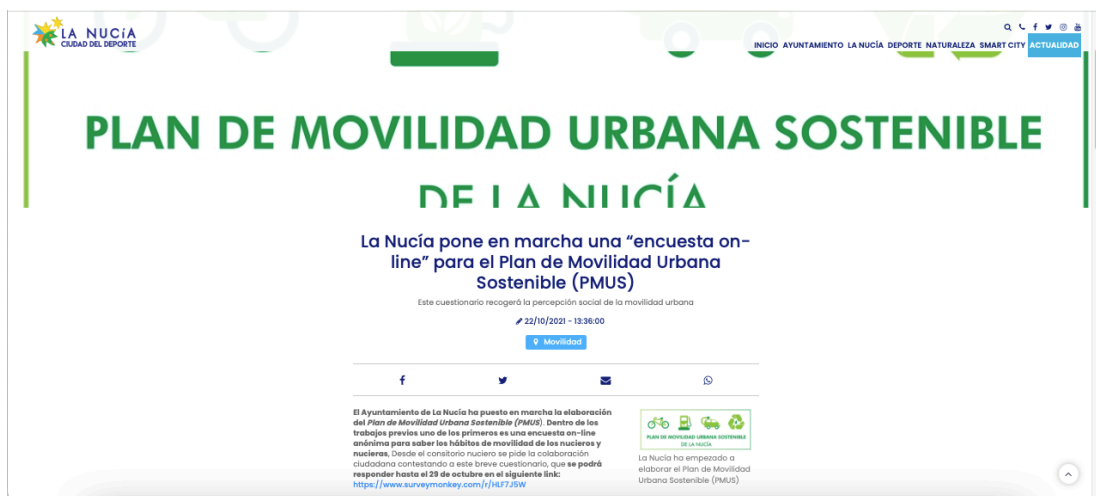 LA NUCÍA
CIUDAD DEL DEPORTE
INICIO AYUNTAMIENTO LA NUCÍA DEPORTE NATURALEZA SMART CITY ACTUALIDAD
PLAN DE MOVILIDAD URBANA SOSTENIBLE
DE LA NUCÍA
La Nucía pone en marcha una “encuesta on-
line” para el Plan de Movilidad Urbana
Sostenible (PMUS)
Este cuestionario recogerá la percepción social de la movilidad urbana
22/10/2021 - 13:36:00
Movilidad
El Ayuntamiento de La Nucía ha puesto en marcha la elaboración
del Plan de Movilidad Urbana Sostenible (PMUS). Dentro de los
trabajos previos uno de los primeros es una encuesta on-line
anónima para saber los hábitos de movilidad de los nucieros y
nucieras, Desde el consitorio nuciero se pide la colaboración
ciudadana contestando a este breve cuestionario, que se podrá
responder hasta el 29 de octubre en el siguiente link:
https://www.surveymonkey.com/r/HLF7J5W
PLAN DE MOVILIDAD URBANA SOSTENIBLE
DE LA NUCÍA
La Nucía ha empezado a
elaborar el Plan de Movilidad
Urbana Sostenible (PMUS)